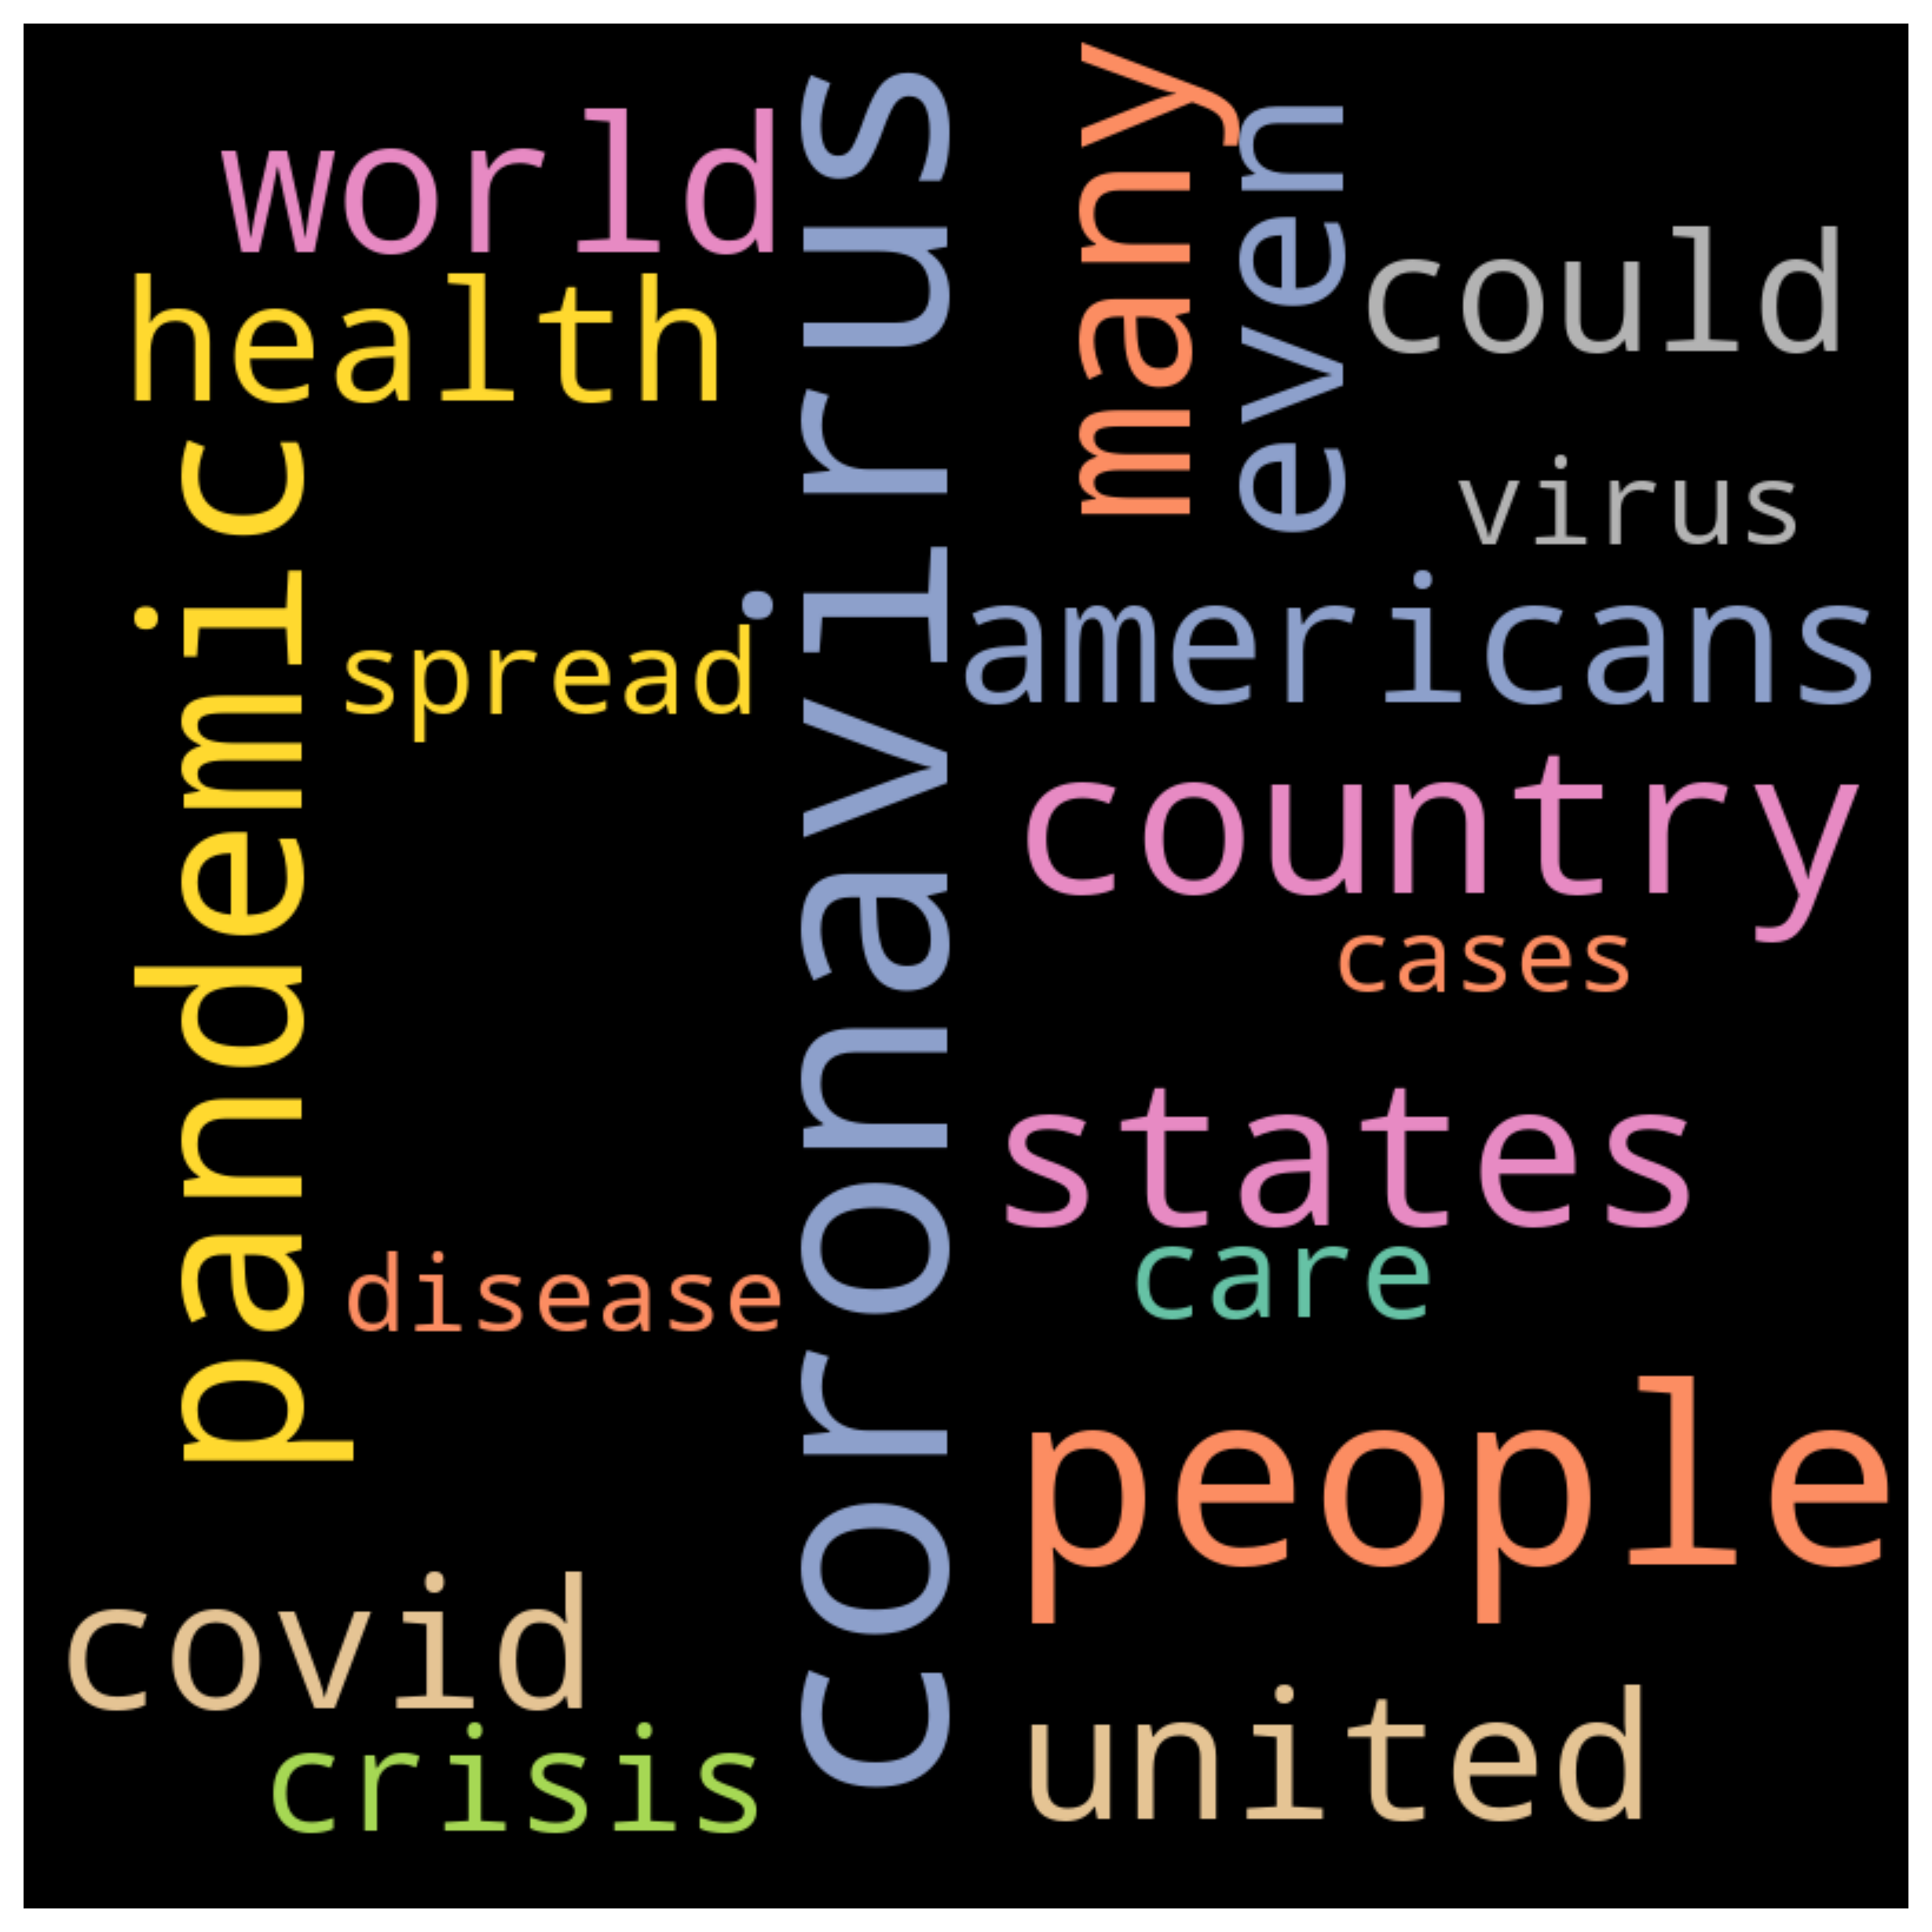 world
health
pandemic
spread
disease
covid
crisis
coronavirus
many
even
could
virus
americans
country
cases
states
care
people
united